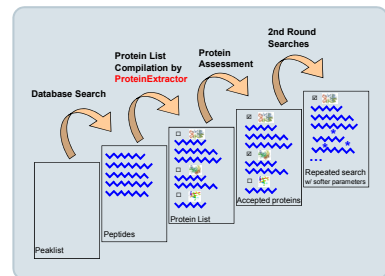 Database Search
Protein List
Compilation by
ProteinExtractor
Protein
Assessment
2nd Round
Searches
Peaklist
Peptides
Protein List
Accepted proteins
...
Repeated search
w/ softer parameters